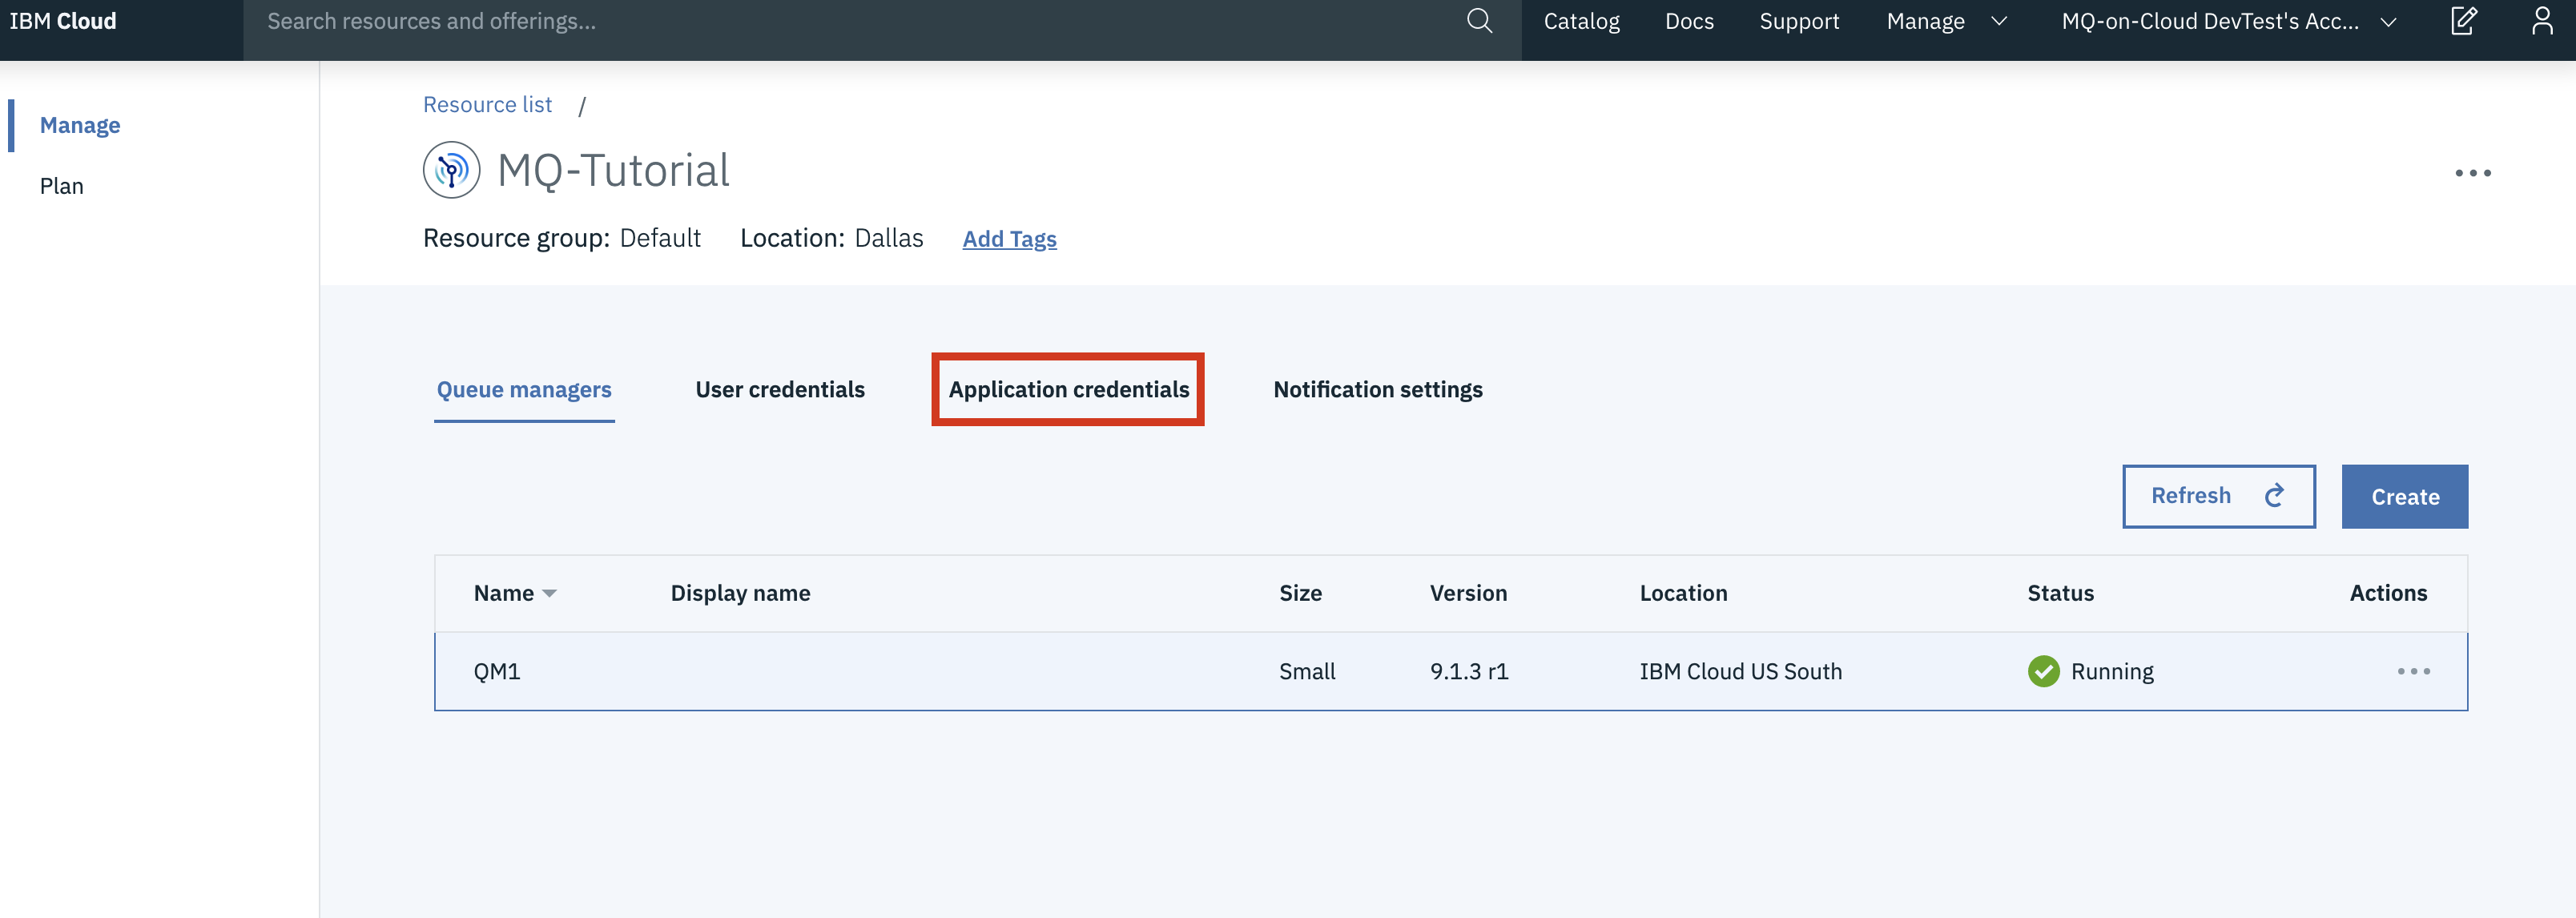 IBM Cloud Search resources and offerings... Catalog Docs Support Manage MQ-on-Cloud DevTest's Acc...
Manage
Plan
Resource list /
MQ-Tutorial
Resource group: Default Location: Dallas Add Tags
Queue managers User credentials Application credentials Notification settings
Refresh Create
Name Display name Size Version Location Status Actions
QM1 Small 9.1.3 r1 IBM Cloud US South Running